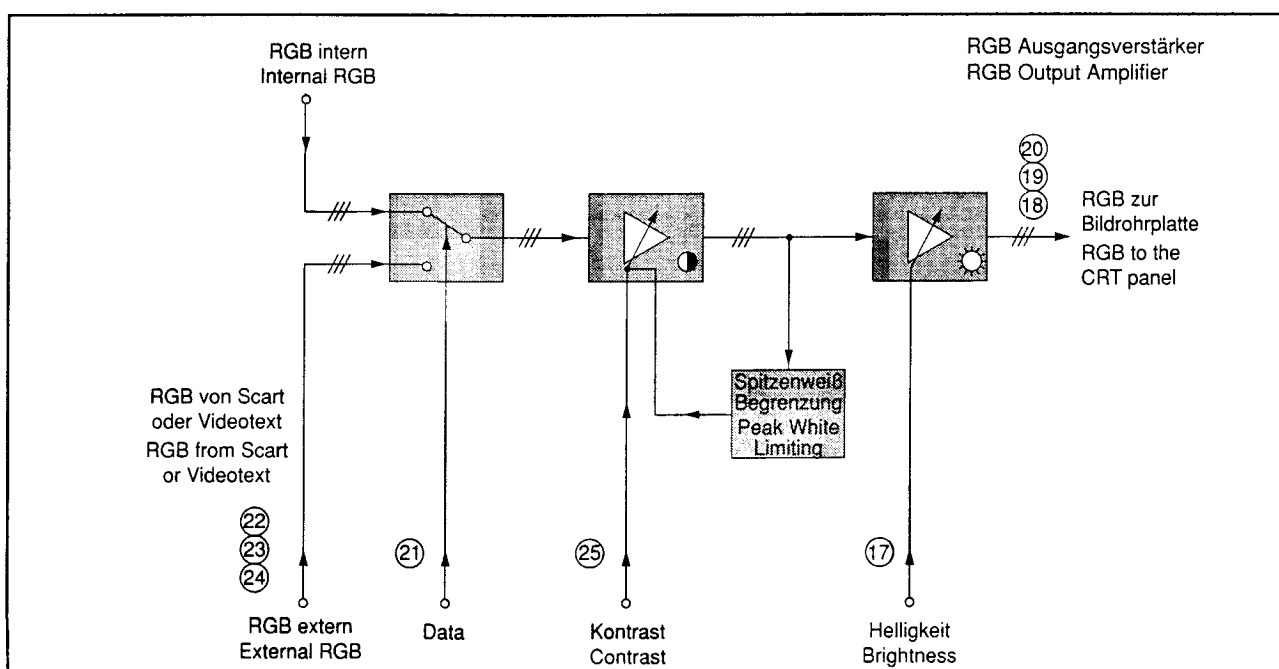 RGB intern
Internal RGB
RGB Ausgangsverstärker
RGB Output Amplifier
20
19
18
RGB zur
Bildrohrplatte
RGB to the
CRT panel
Spitzenweiß
Begrenzung
Peak White
Limiting
RGB von Scart
oder Videotext
RGB from Scart
or Videotext
22
23
24
21
25
17
RGB extern
External RGB
Data
Kontrast
Contrast
Helligkeit
Brightness